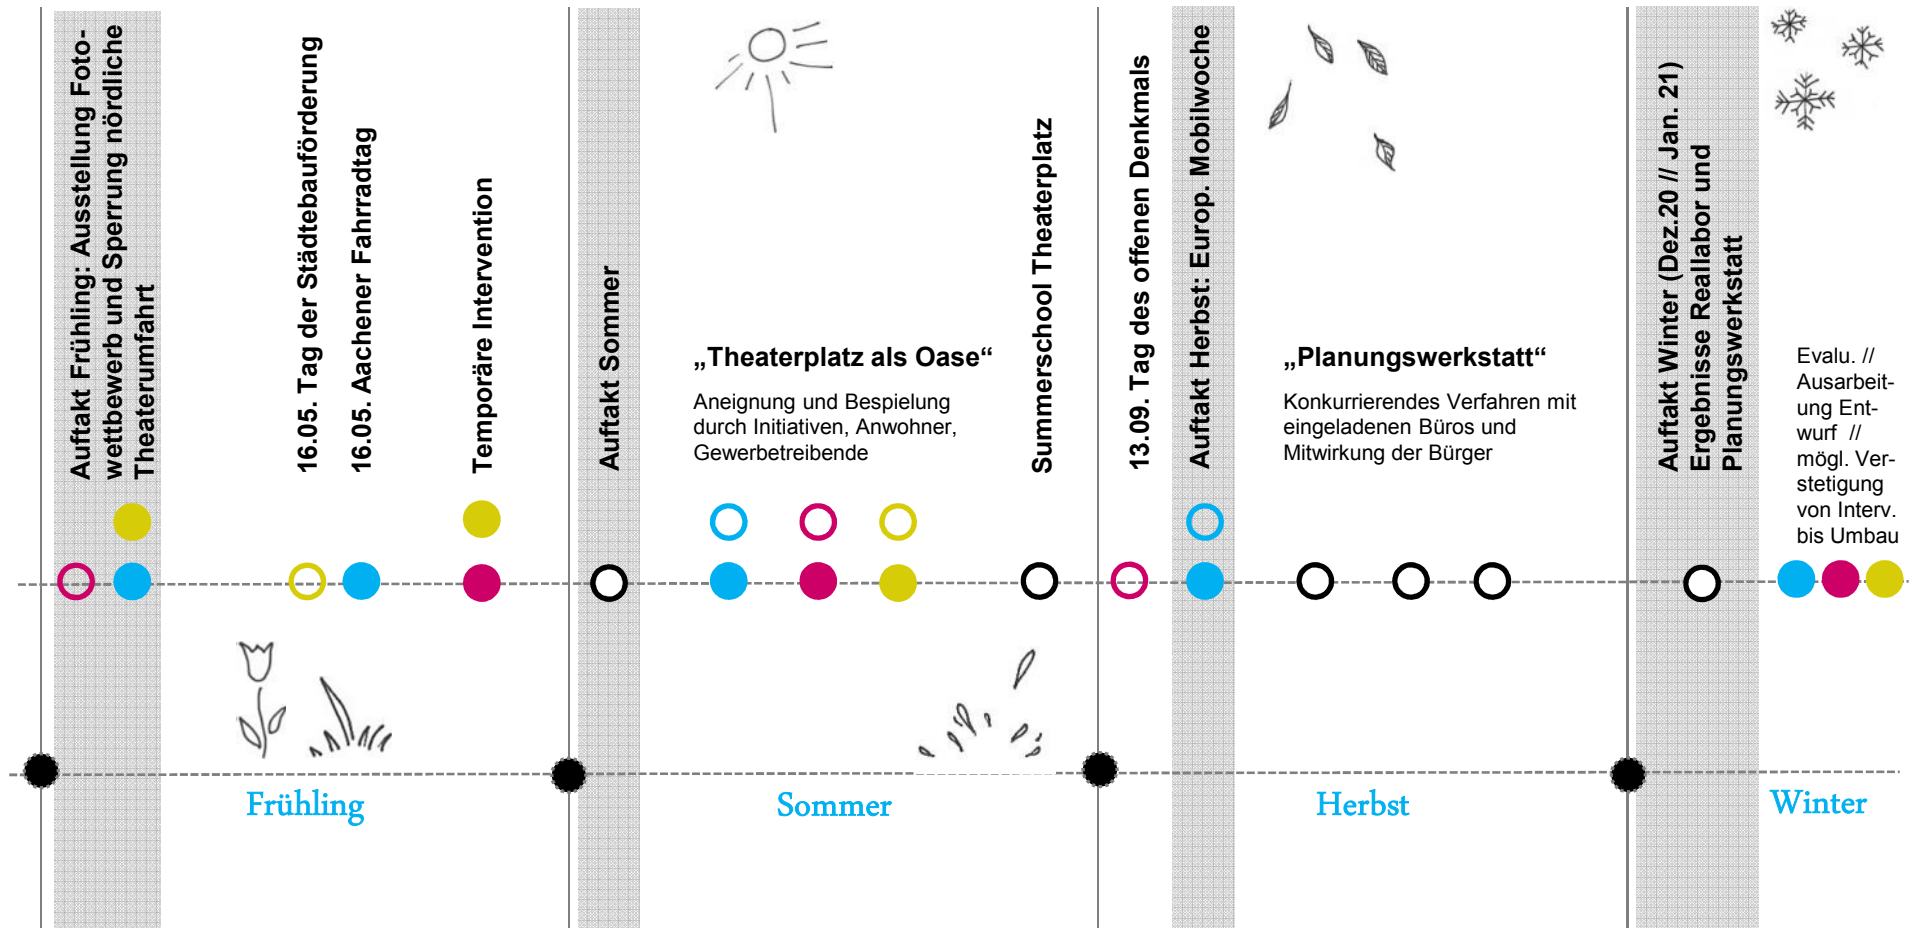 Auftakt Frühling: Ausstellung Foto-
wettbewerb und Sperrung nördliche
Theaterumfahrt
16.05. Tag der Städtebauförderung
16.05. Aachener Fahrradtag
Temporäre Intervention
Auftakt Sommer
„Theaterplatz als Oase“
Aneignung und Bespielung
durch Initiativen, Anwohner,
Gewerbetreibende
Summerschool Theaterplatz
13.09. Tag des offenen Denkmals
Auftakt Herbst: Europ. Mobilwoche
„Planungswerkstatt“
Konkurrierendes Verfahren mit
eingeladenen Büros und
Mitwirkung der Bürger
Auftakt Winter (Dez.20 // Jan. 21)
Ergebnisse Reallabor und
Planungswerkstatt
Evalu. //
Ausarbeit-
ung Ent-
wurf //
mögl. Ver-
stetigung
von Interv.
bis Umbau
Frühling
Sommer
Herbst
Winter